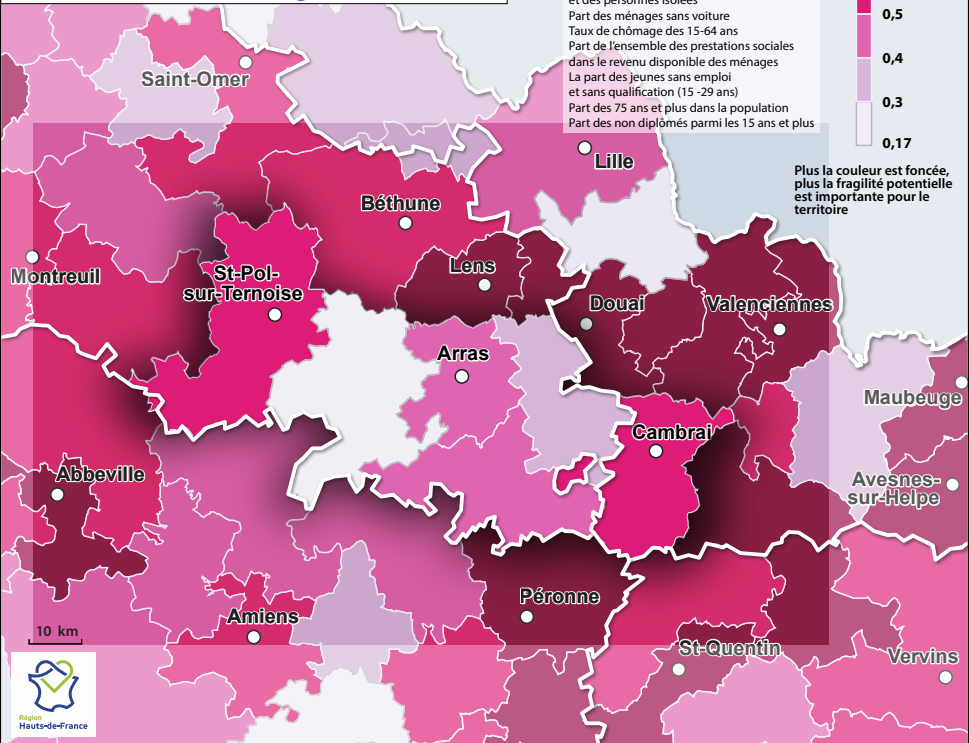 et des personnes isolées
Part des ménages sans voiture
Taux de chômage des 15-64 ans
Part de l'ensemble des prestations sociales
dans le revenu disponible des ménages
La part des jeunes sans emploi
et sans qualification (15 -29 ans)
Part des 75 ans et plus dans la population
Part des non diplômés parmi les 15 ans et plus
0,5
0,4
0,3
0,17
Plus la couleur est foncée,
plus la fragilité potentielle
est importante pour le
territoire
Saint-Omer
Lille
Béthune
Montreuil
St-Pol-
sur-Ternoise
Lens
Douai
Valenciennes
Arras
Maubeuge
Cambrai
Abbeville
Avesnes-
sur-Helpe
Péronne
Amiens
10 km
St-Quentin
Vervins
Région
Hauts-de-France